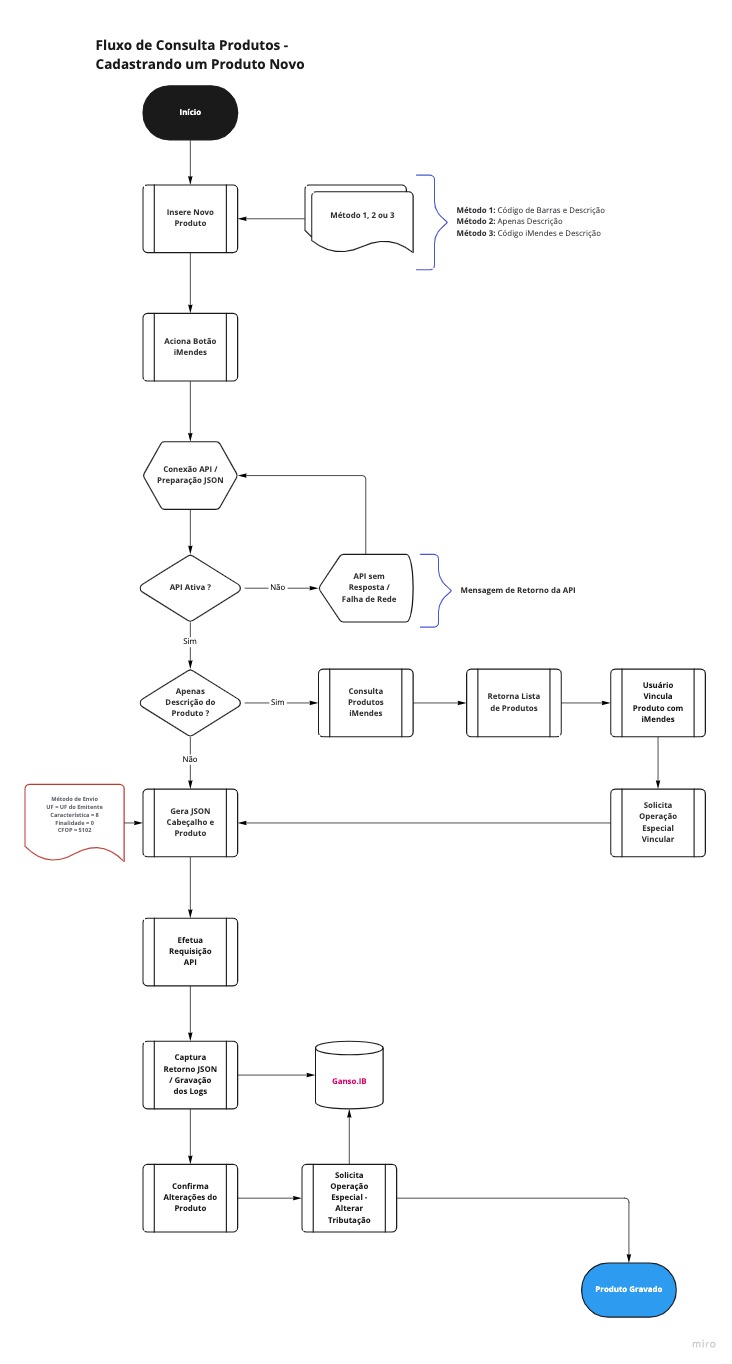 Fluxo de Consulta Produtos -
Cadastrando um Produto Novo
Início
Insere Novo
Produto
Método 1, 2 ou 3
Método 1: Código de Barras e Descrição
Método 2: Apenas Descrição
Método 3: Código iMendes e Descrição
Aciona Botão
iMendes
Conexão API /
Preparação JSON
API Ativa ?
Não
API sem
Resposta /
Falha de Rede
Mensagem de Retorno da API
Sim
Apenas
Descrição do
Produto ?
Sim
Consulta
Produtos
iMendes
Retorna Lista
de Produtos
Usuário
Vincula
Produto com
iMendes
Não
Método de Envio
UF = UF do Emitente
Característica = 8
Finalidade = 0
CFOP = 5102
Gera JSON
Cabeçalho e
Produto
Solicita
Operação
Especial
Vincular
Efetua
Requisição
API
Captura
Retorno JSON
/ Gravação
dos Logs
Ganso.IB
Confirma
Alterações do
Produto
Solicita
Operação
Especial -
Alterar
Tributação
Produto Gravado
miro